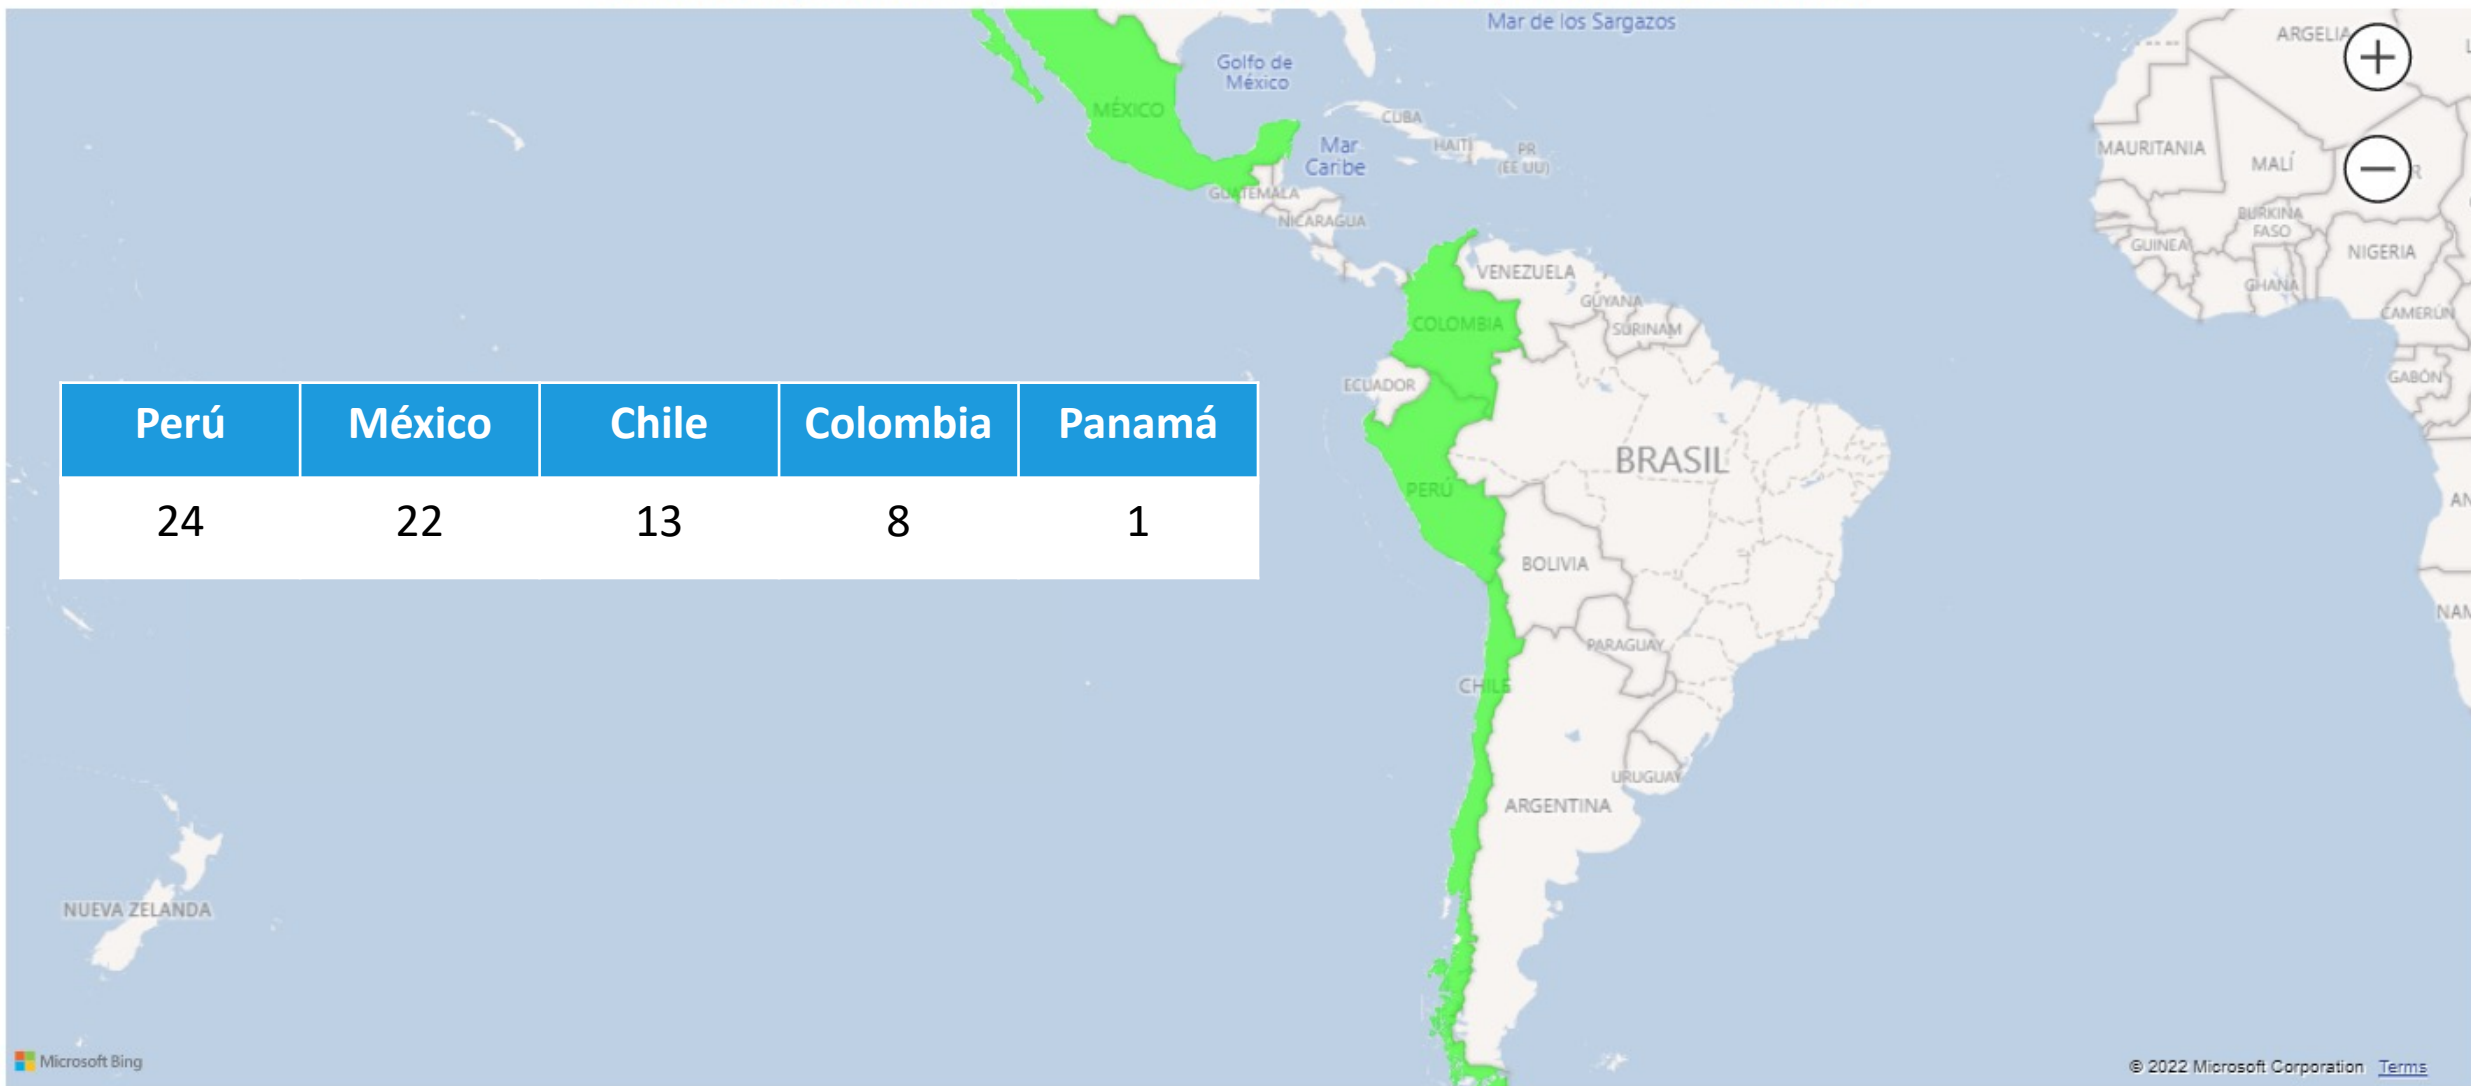 Mar de los Sargazos
ARGELIA
Golfo de
México
MÉXICO
CUBA
Mar
Caribe
HAITÍ
PR
(EE UU)
MAURITANIA
MALÍ
GUATEMALA
NICARAGUA
BURKINA
FASO
GUINEA
NIGERIA
VENEZUELA
GUYANA
GHANA
SURINAM
CAMERÚN
COLOMBIA
ECUADOR
GABÓN
Perú México Chile Colombia Panamá
24 22 13 8 1
BRASIL
PERÚ
BOLIVIA
PARAGUAY
CHILE
URUGUAY
ARGENTINA
NUEVA ZELANDA
Microsoft Bing
© 2022 Microsoft Corporation Terms